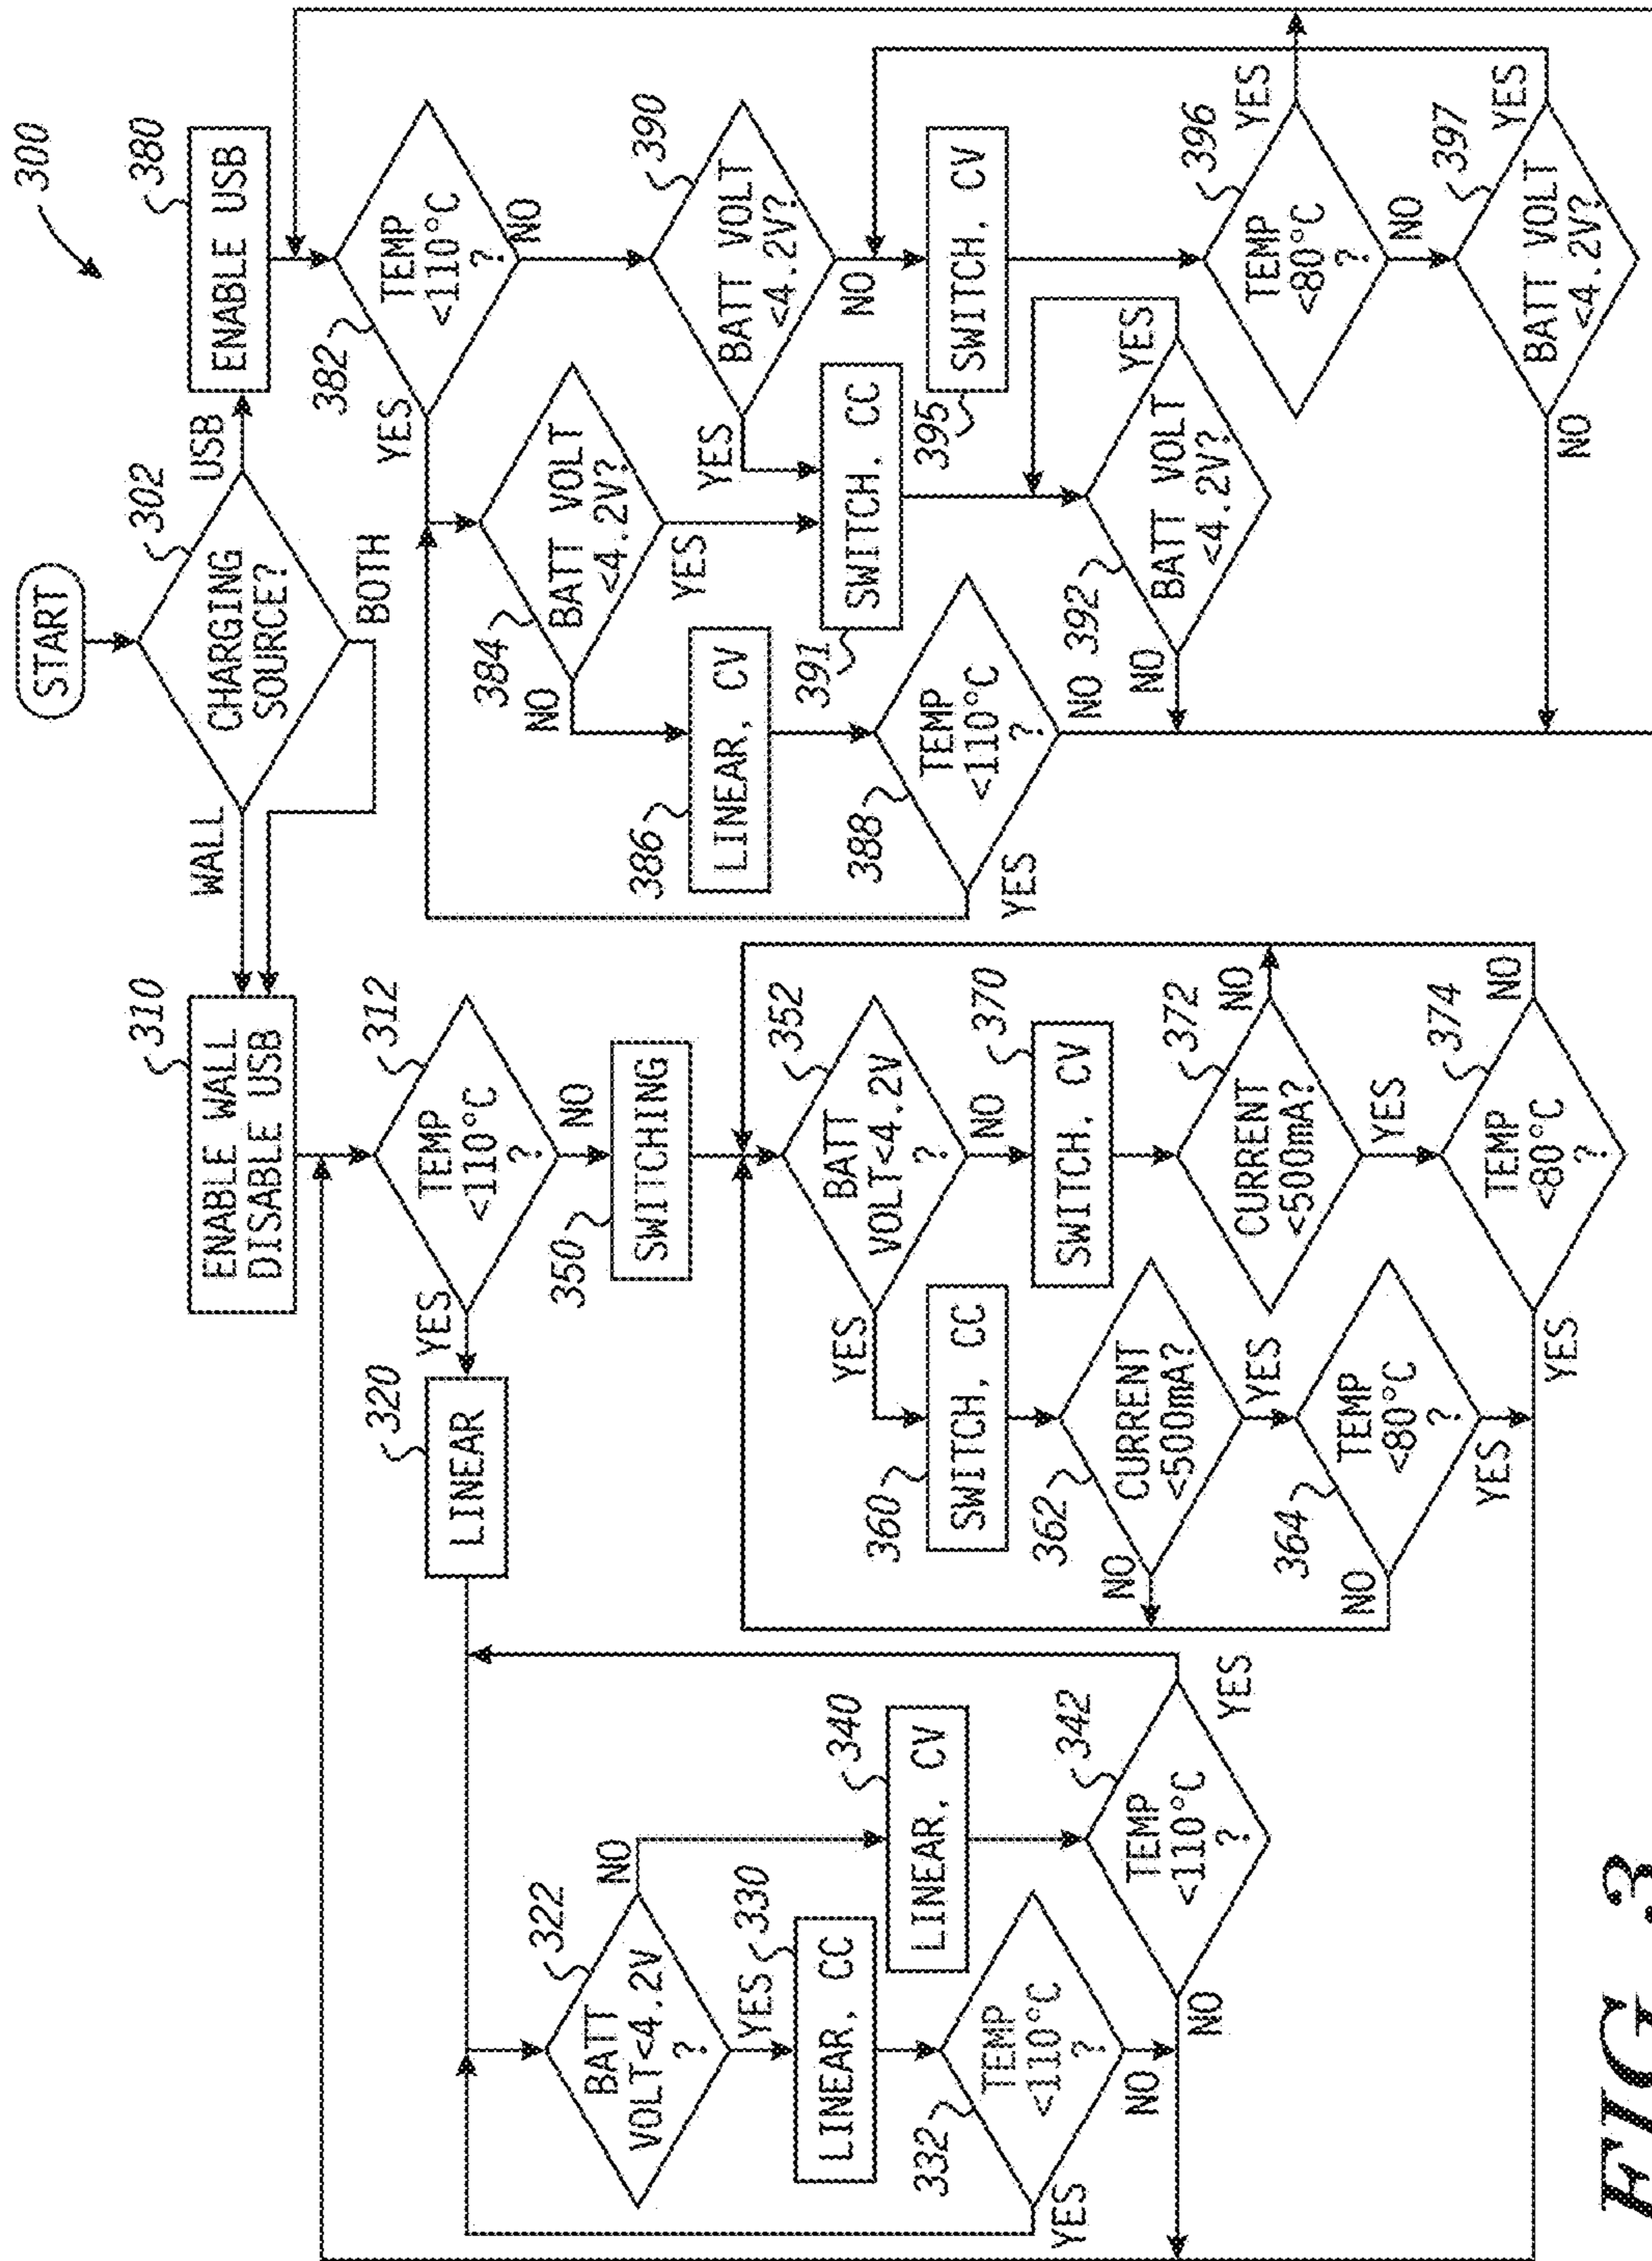 300
START
302
CHARGING
SOURCE?
WALL
USB
BOTH
310
ENABLE WALL
DISABLE USB
380
ENABLE USB
312
TEMP
<110°C
?
YES
NO
320
LINEAR
350
SWITCHING
322
BATT
VOLT<4.2V
?
NO
YES
330
LINEAR, CC
332
TEMP
<110°C
?
YES
NO
340
LINEAR, CV
342
TEMP
<110°C
?
NO
YES
352
BATT
VOLT<4.2V
?
YES
NO
360
SWITCH, CC
362
CURRENT
<500mA?
NO
YES
364
TEMP
<80°C
?
NO
YES
370
SWITCH, CV
372
CURRENT
<500mA?
NO
YES
374
TEMP
<80°C
?
NO
YES
382
TEMP
<110°C
?
YES
NO
384
BATT VOLT
<4.2V?
NO
YES
386
LINEAR, CV
388
TEMP
<110°C
?
YES
NO
390
BATT VOLT
<4.2V?
YES
NO
391
SWITCH, CC
392
BATT VOLT
<4.2V?
NO
YES
395
SWITCH, CV
396
TEMP
<80°C
?
YES
NO
397
BATT VOLT
<4.2V?
YES
NO
FIG. 3